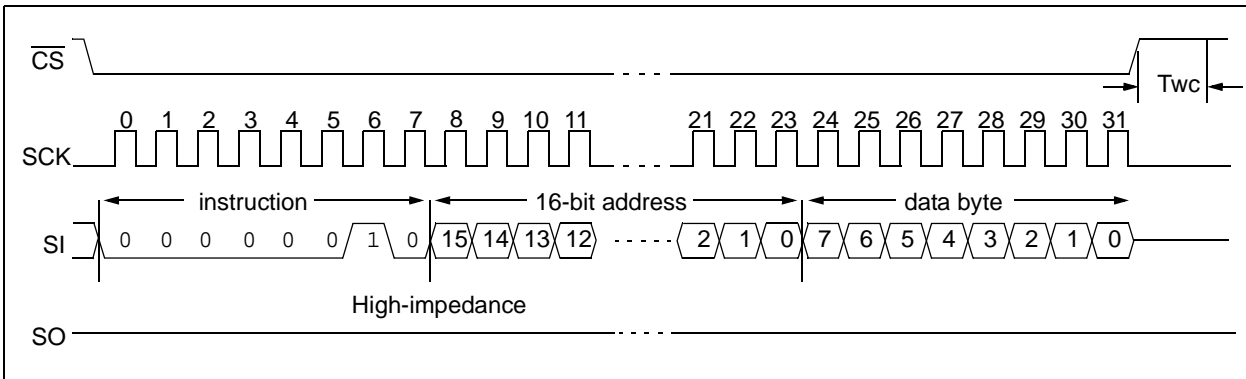 CS
Twc
0 1 2 3 4 5 6 7 8 9 10 11 21 22 23 24 25 26 27 28 29 30 31
SCK
instruction 16-bit address data byte
SI 0 0 0 0 0 0 1 0 15 14 13 12 2 1 0 7 6 5 4 3 2 1 0
High-impedance
SO